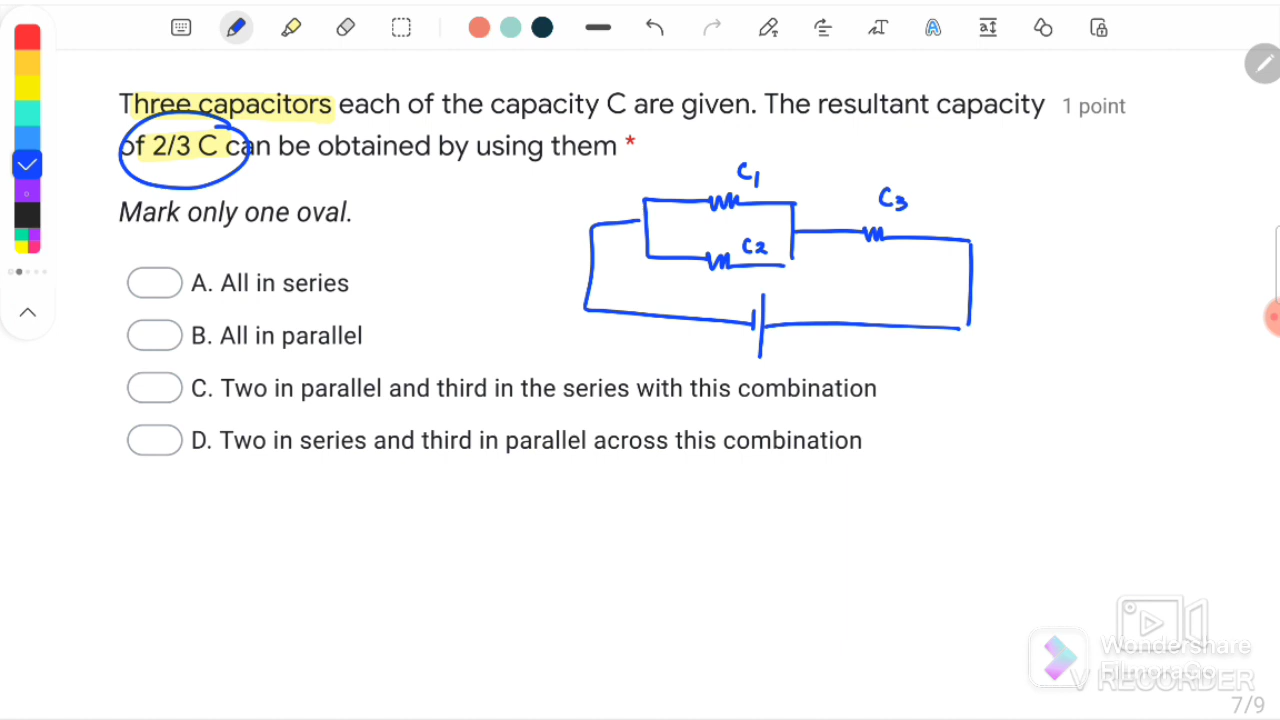 Three capacitors each of the capacity C are given. The resultant capacity 1 point
of 2/3 C can be obtained by using them *
Mark only one oval.
C1
C3
C2
A. All in series
B. All in parallel
C. Two in parallel and third in the series with this combination
D. Two in series and third in parallel across this combination
Wondershare
FilmoraGo
V RECORDER
7/9